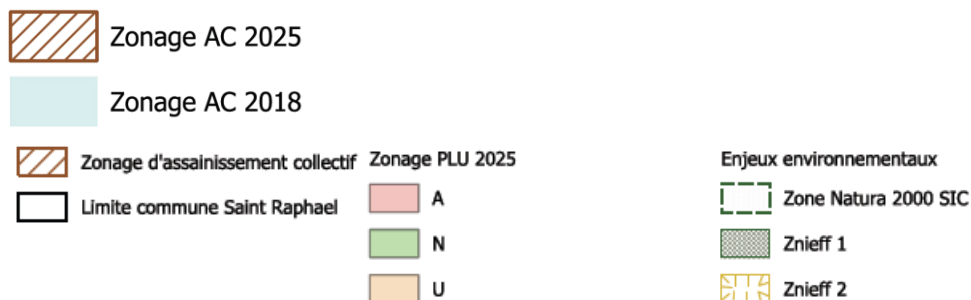 Zonage AC 2025
Zonage AC 2018
Zonage d'assainissement collectif
Limite commune Saint Raphael
Zonage PLU 2025
A
N
U
Enjeux environnementaux
Zone Natura 2000 SIC
Znieff 1
Znieff 2